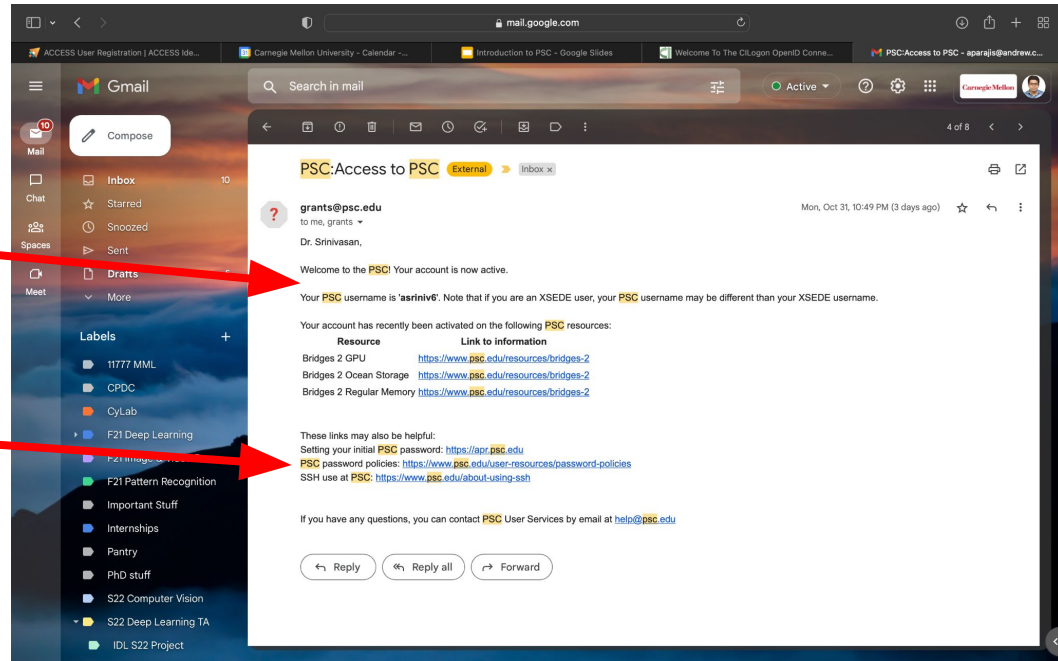 mail.google.com
ACCESS User Registration | ACCESS Ide...
Carnegie Mellon University - Calendar -...
Introduction to PSC - Google Slides
Welcome To The CILogon OpenID Conne...
PSC:Access to PSC - aparajis@andrew.c...
Gmail
Search in mail
Active
Carnegie Mellon
10
Mail
Compose
4 of 8
Chat
Spaces
Meet
Inbox 10
Starred
Snoozed
Sent
Drafts
More
Labels +
11777 MML
CPDC
CyLab
F21 Deep Learning
F21 Pattern Recognition
Important Stuff
Internships
Pantry
PhD stuff
S22 Computer Vision
S22 Deep Learning TA
IDL S22 Project
PSC:Access to PSC External Inbox x
grants@psc.edu Mon, Oct 31, 10:49 PM (3 days ago)
to me, grants
Dr. Srinivasan,
Welcome to the PSC! Your account is now active.
Your PSC username is 'asriniv6'. Note that if you are an XSEDE user, your PSC username may be different than your XSEDE username.
Your account has recently been activated on the following PSC resources:
Resource Link to information
Bridges 2 GPU https://www.psc.edu/resources/bridges-2
Bridges 2 Ocean Storage https://www.psc.edu/resources/bridges-2
Bridges 2 Regular Memory https://www.psc.edu/resources/bridges-2
These links may also be helpful:
Setting your initial PSC password: https://apr.psc.edu
PSC password policies: https://www.psc.edu/user-resources/password-policies
SSH use at PSC: https://www.psc.edu/about-using-ssh
If you have any questions, you can contact PSC User Services by email at help@psc.edu
Reply
Reply all
Forward